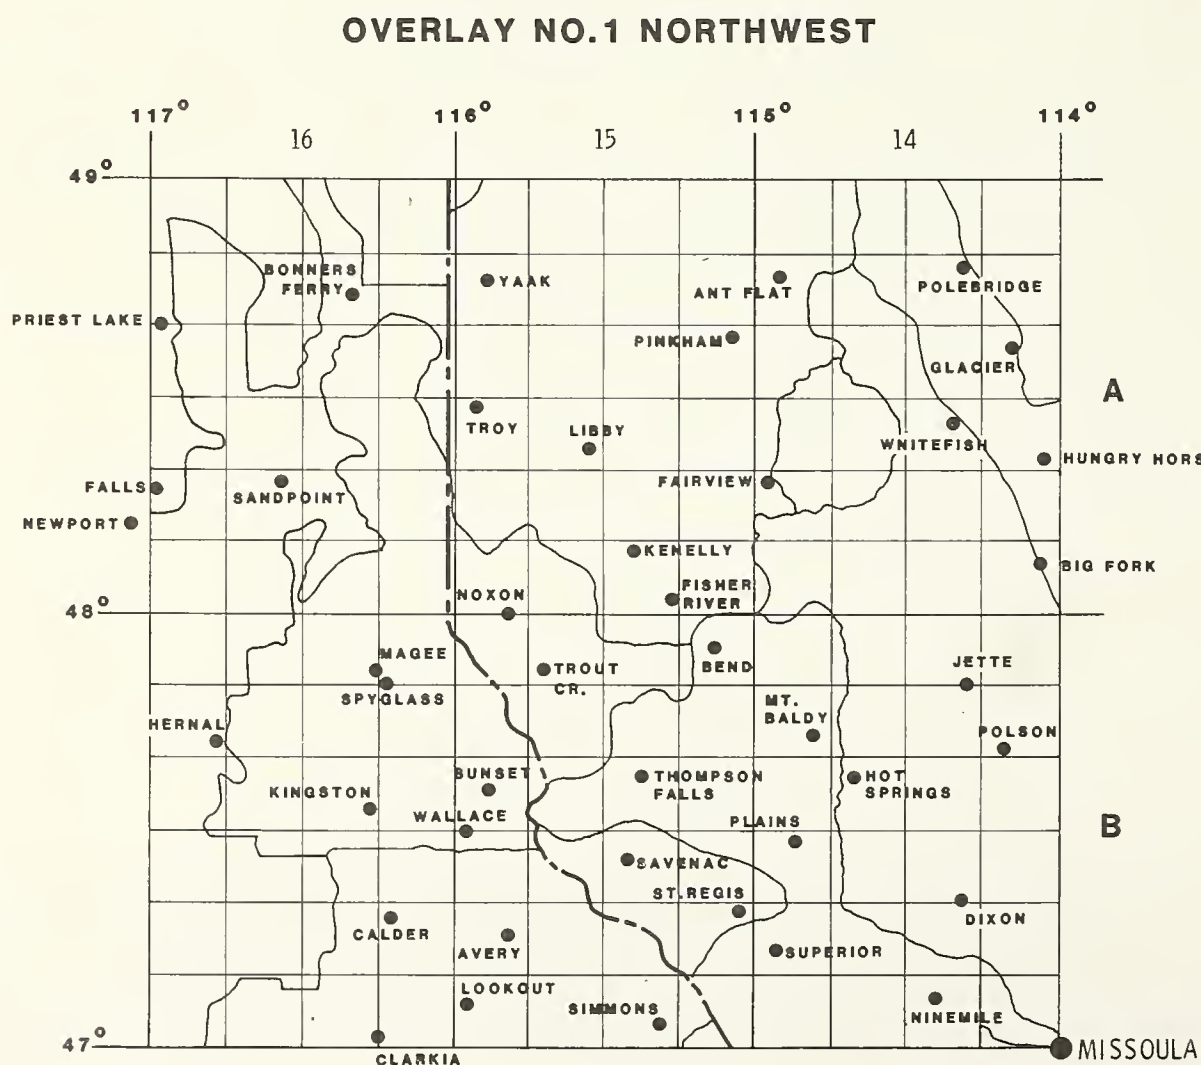 OVERLAY NO.1 NORTHWEST
117° 116° 115° 114°
16 15 14
49°
BONNERS
FERRY
YAAK
ANT FLAT
POLEBRIDGE
PRIEST LAKE
PINKHAM
GLACIER
A
TROY
LIBBY
WNITEFISH
HUNGRY HORS
FALLS
SANDPOINT
FAIRVIEW
NEWPORT
KENELLY
BIG FORK
NOXON
FISHER
RIVER
48°
MAGEE
TROUT
CR.
BEND
JETTE
SPYGLASS
MT.
BALDY
HERNAL
POLSON
SUNSET
THOMPSON
FALLS
HOT
SPRINGS
KINGSTON
WALLACE
PLAINS
B
SAVENAC
ST.REGIS
CALDER
AVERY
SUPERIOR
DIXON
LOOKOUT
SIMMONS
NINEMILE
47°
CLARKIA
MISSOULA